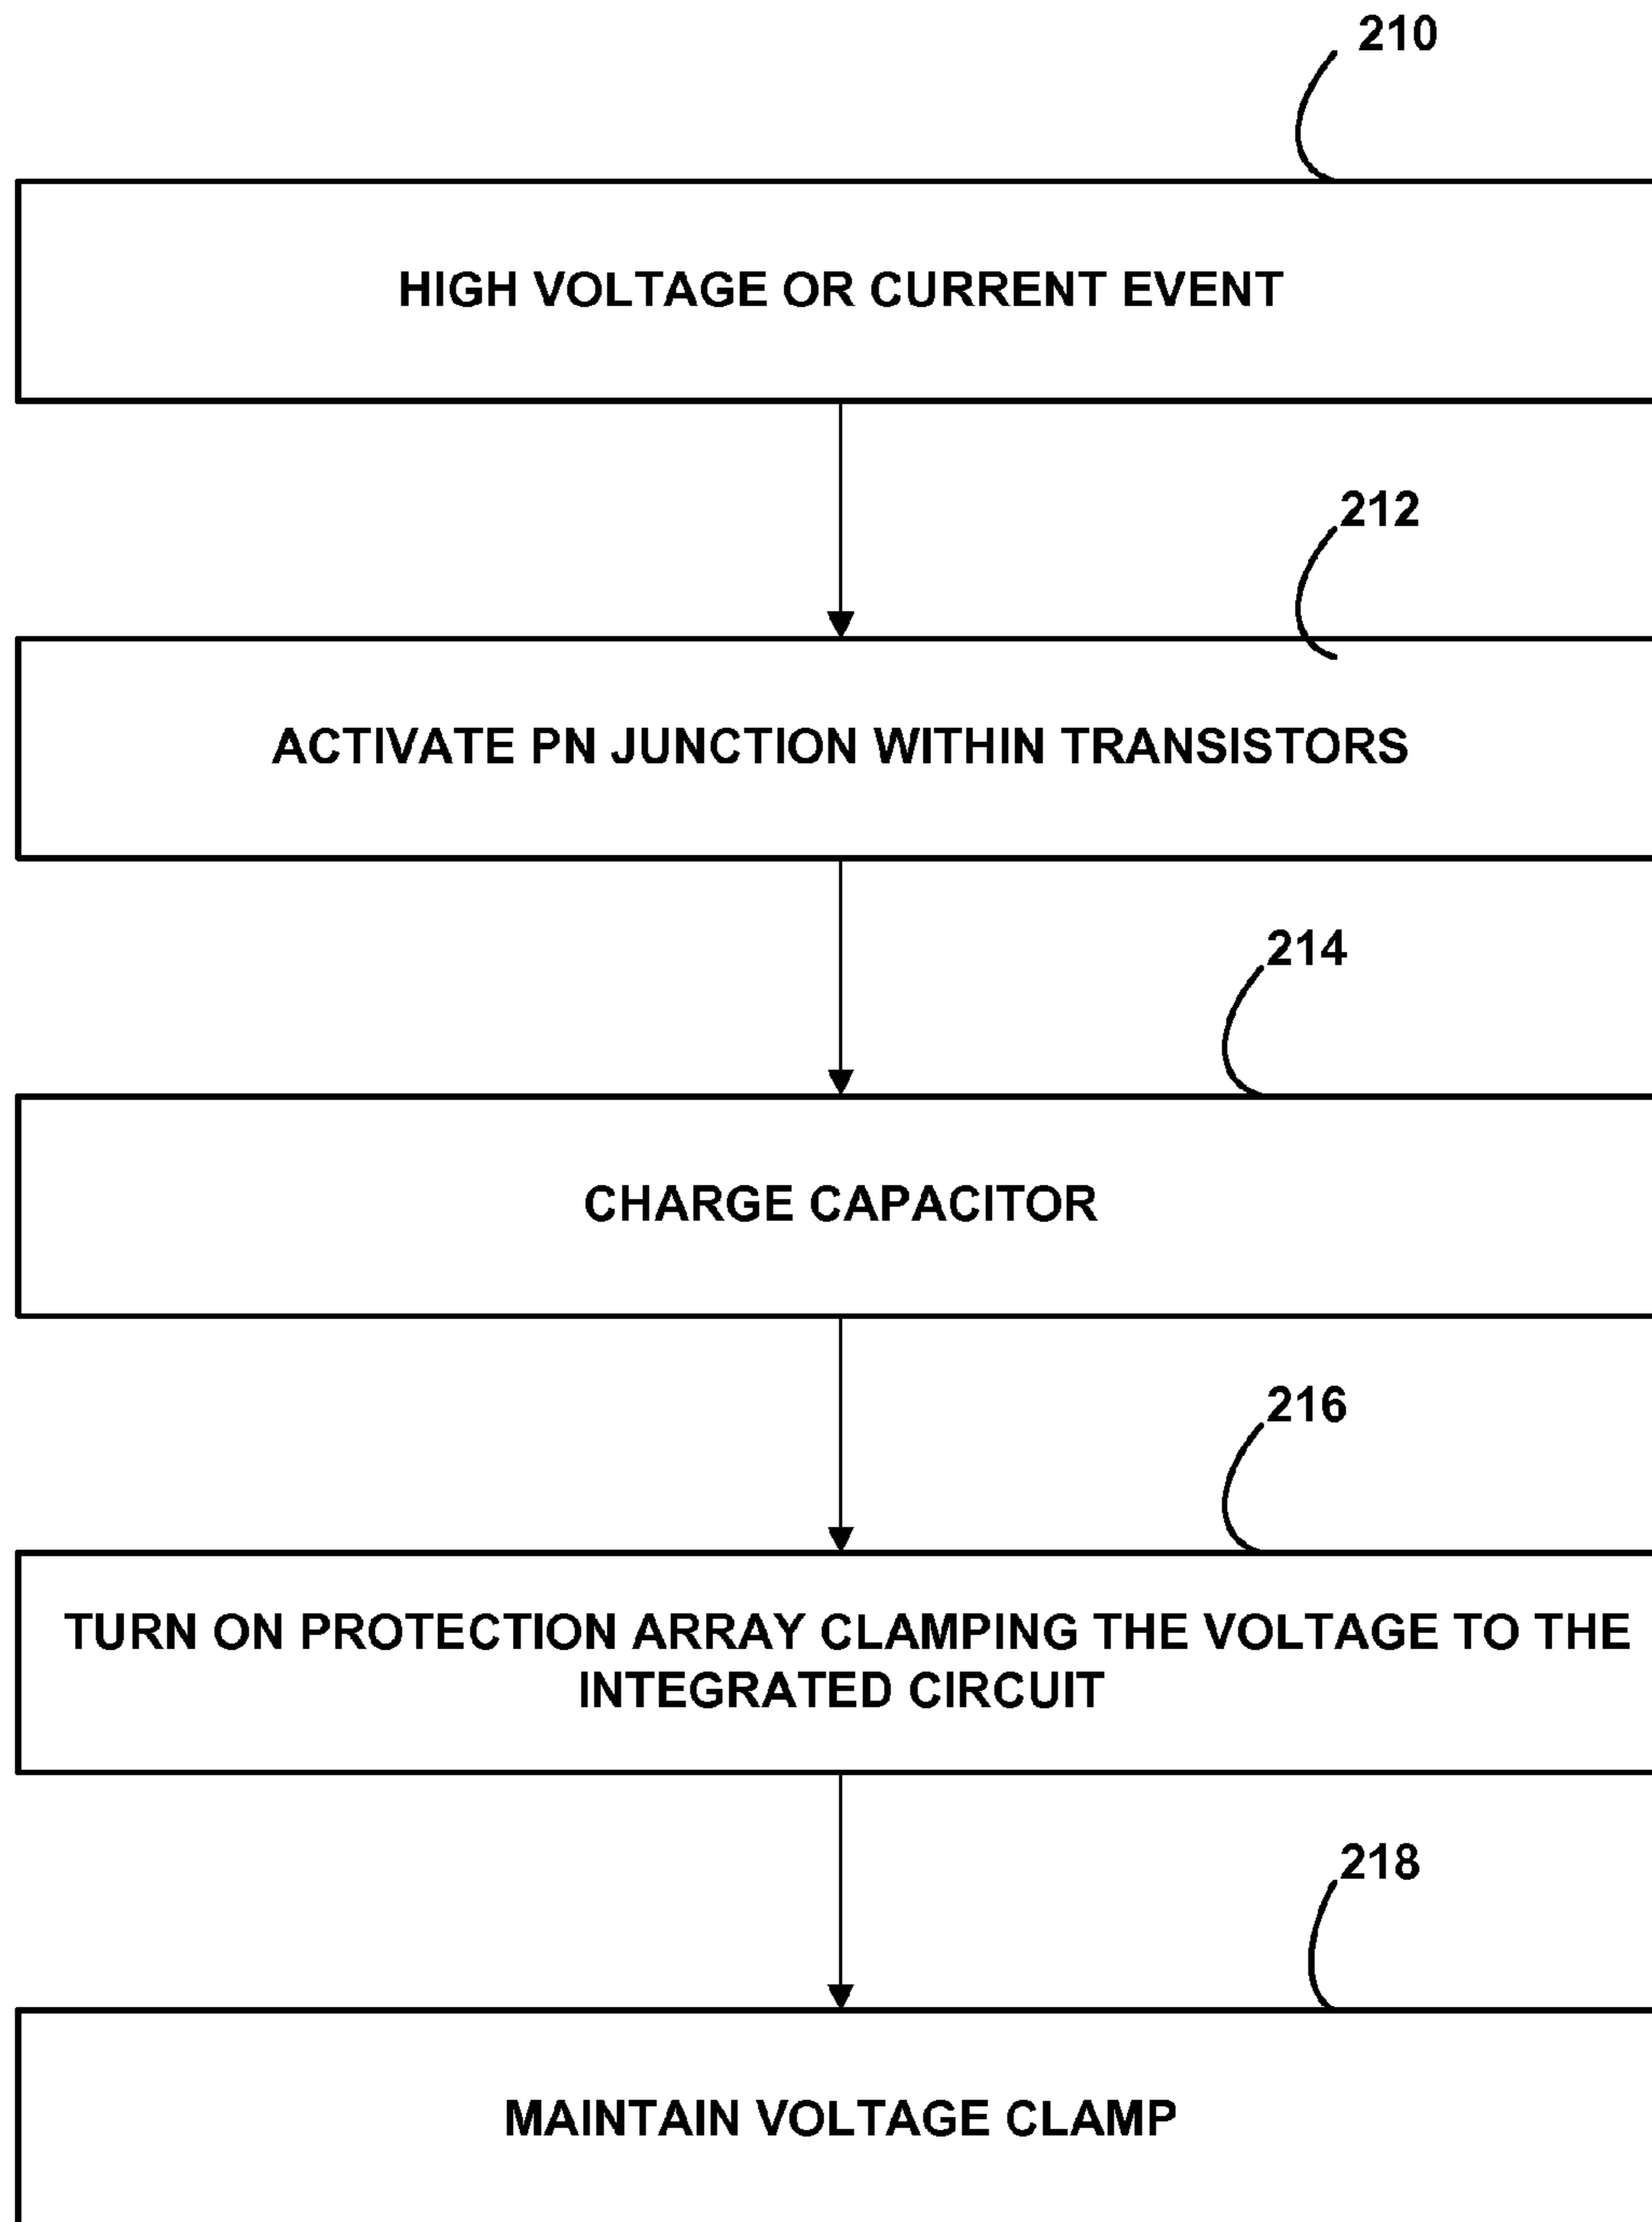 210
HIGH VOLTAGE OR CURRENT EVENT
212
ACTIVATE PN JUNCTION WITHIN TRANSISTORS
214
CHARGE CAPACITOR
216
TURN ON PROTECTION ARRAY CLAMPING THE VOLTAGE TO THE
INTEGRATED CIRCUIT
218
MAINTAIN VOLTAGE CLAMP